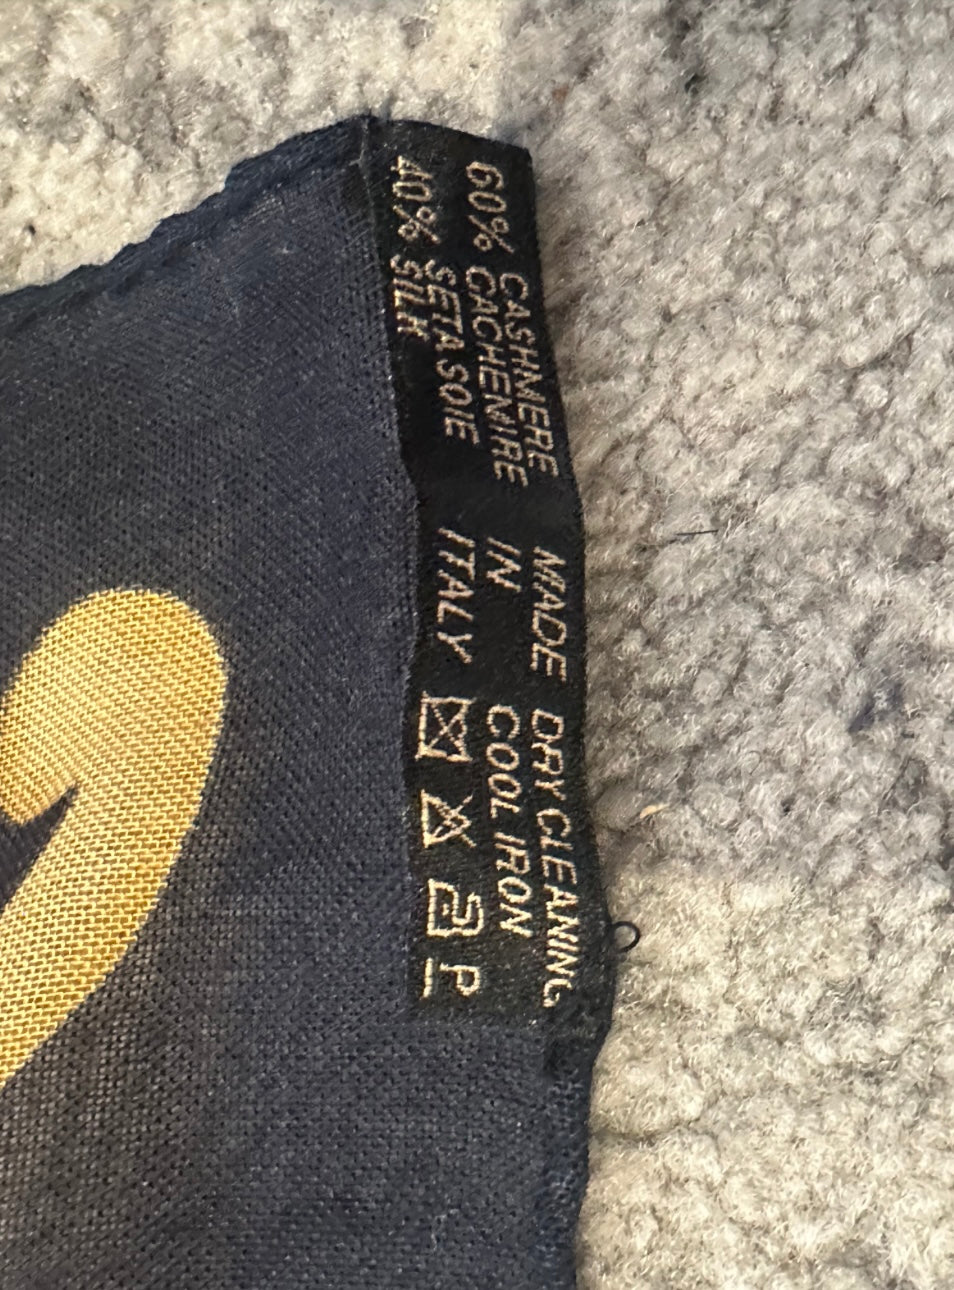 60% CASHMERE
CACHEMIRE
40% SETA SOIE
SILK
MADE
IN
ITALY
DRY CLEANING
COOL IRON
P